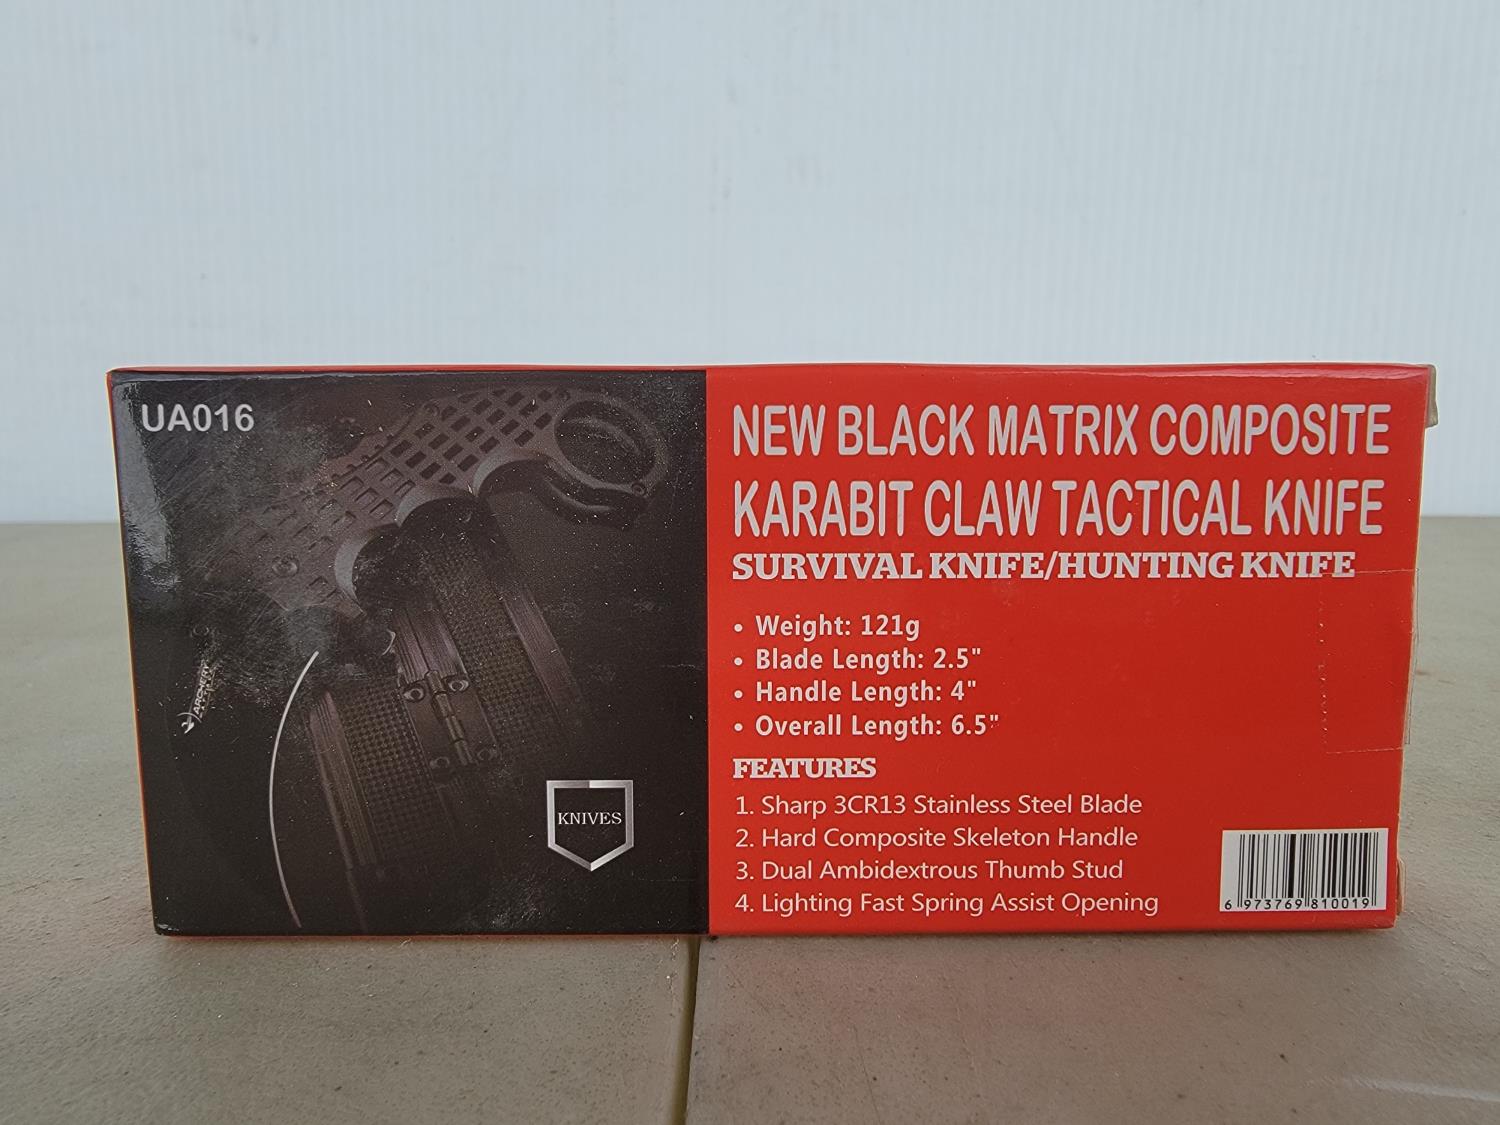 UA016
NEW BLACK MATRIX COMPOSITE
KARABIT CLAW TACTICAL KNIFE
SURVIVAL KNIFE/HUNTING KNIFE
• Weight: 121g
• Blade Length: 2.5"
• Handle Length: 4"
• Overall Length: 6.5"
FEATURES
1. Sharp 3CR13 Stainless Steel Blade
2. Hard Composite Skeleton Handle
3. Dual Ambidextrous Thumb Stud
4. Lighting Fast Spring Assist Opening
ARCHERY
KNIVES
6 973769 810019